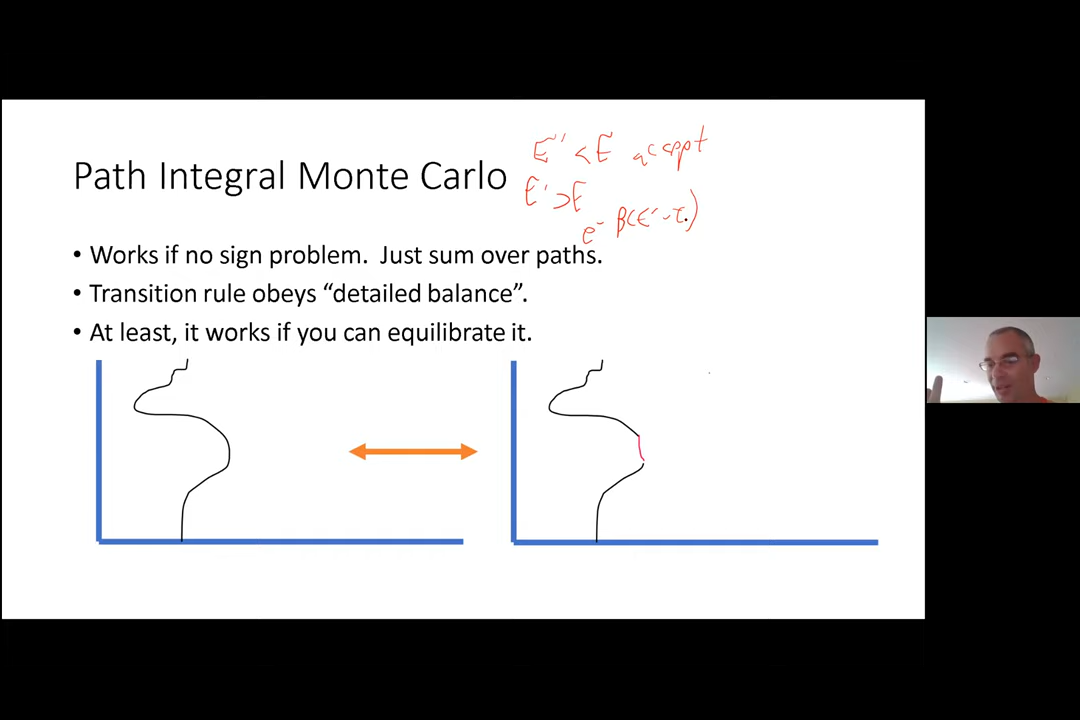 E' < E accept
Path Integral Monte Carlo
E' > E
e^-β(E'-E)
• Works if no sign problem. Just sum over paths.
• Transition rule obeys “detailed balance”.
• At least, it works if you can equilibrate it.